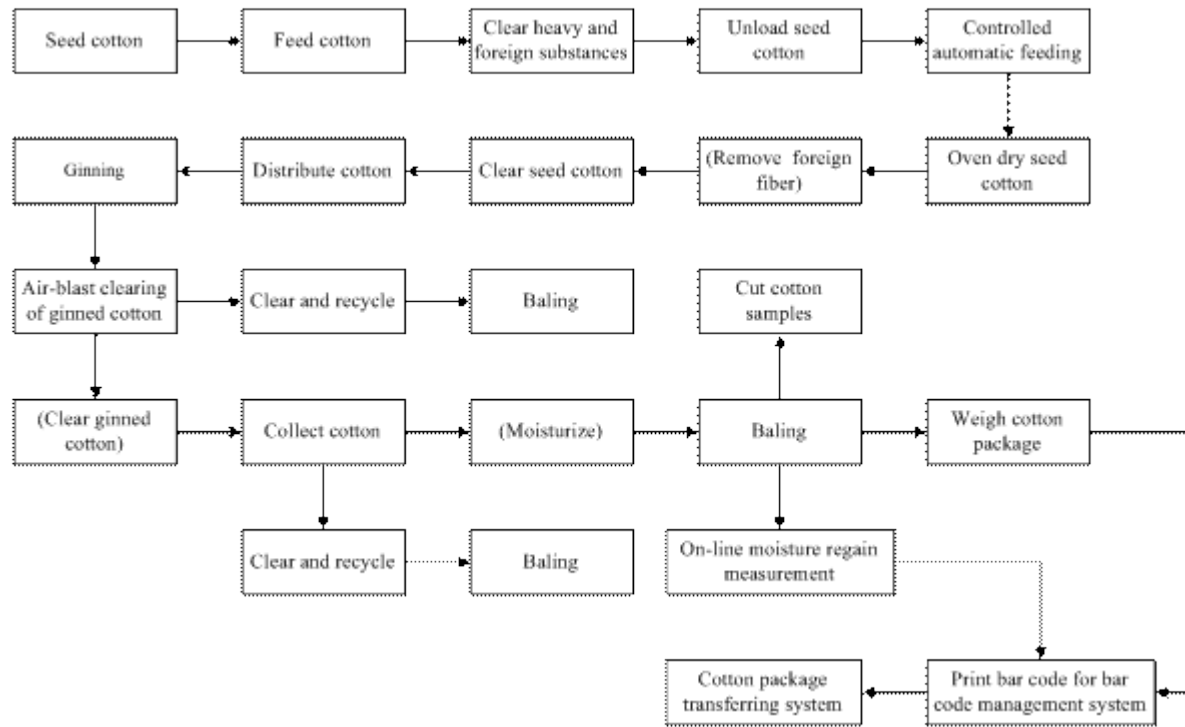 Seed cotton
Feed cotton
Clear heavy and
foreign substances
Unload seed
cotton
Controlled
automatic feeding
Ginning
Distribute cotton
Clear seed cotton
(Remove foreign
fiber)
Oven dry seed
cotton
Air-blast clearing
of ginned cotton
Clear and recycle
Baling
Cut cotton
samples
(Clear ginned
cotton)
Collect cotton
(Moisturize)
Baling
Weigh cotton
package
Clear and recycle
Baling
On-line moisture regain
measurement
Cotton package
transferring system
Print bar code for bar
code management system